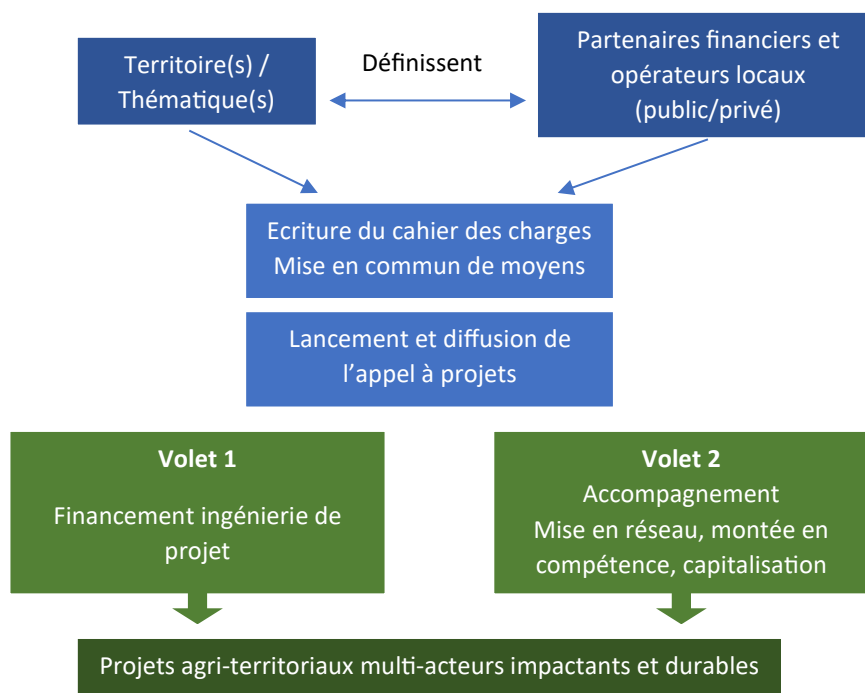 Territoire(s) /
Thématique(s)
Définissent
Partenaires financiers et
opérateurs locaux
(public/privé)
Ecriture du cahier des charges
Mise en commun de moyens
Lancement et diffusion de
l’appel à projets
Volet 1
Financement ingénierie de
projet
Volet 2
Accompagnement
Mise en réseau, montée en
compétence, capitalisation
Projets agri-territoriaux multi-acteurs impactants et durables